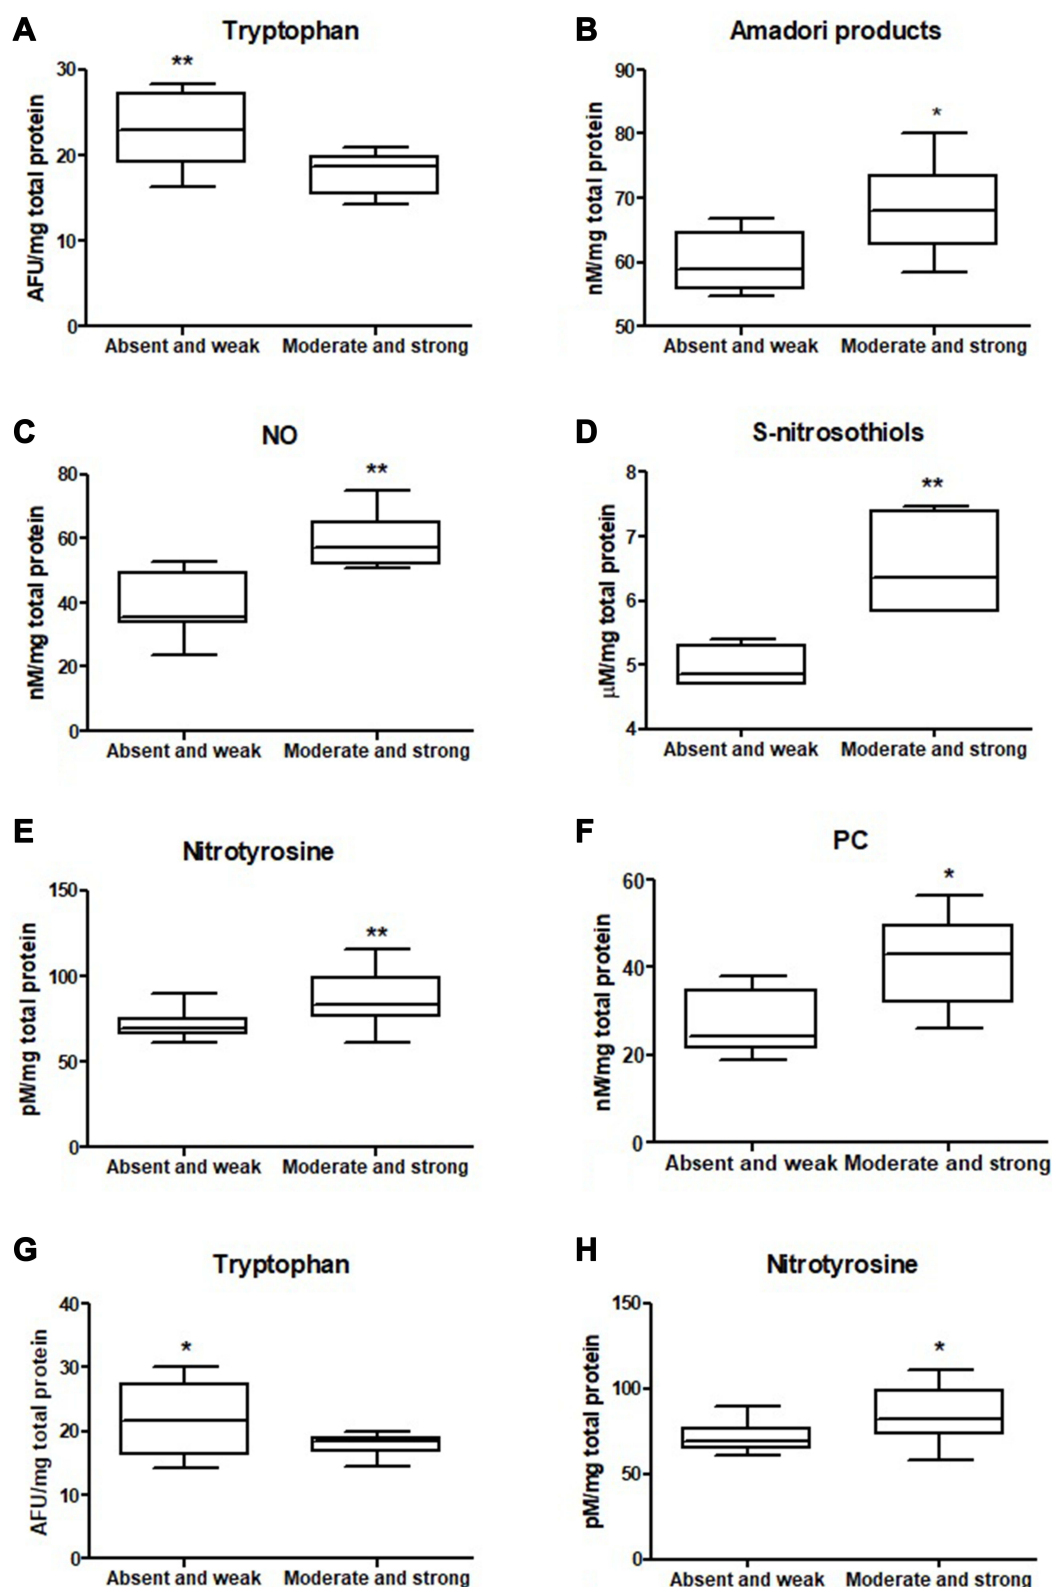 A
Tryptophan
**
30
20
10
0
AFU/mg total protein
Absent and weak
Moderate and strong
B
Amadori products
*
90
80
70
60
50
nM/mg total protein
Absent and weak
Moderate and strong
C
NO
**
80
60
40
20
0
nM/mg total protein
Absent and weak
Moderate and strong
D
S-nitrosothiols
**
8
7
6
5
4
µM/mg total protein
Absent and weak
Moderate and strong
E
Nitrotyrosine
**
150
100
50
0
pM/mg total protein
Absent and weak
Moderate and strong
F
PC
*
60
40
20
0
nM/mg total protein
Absent and weak
Moderate and strong
G
Tryptophan
*
40
30
20
10
0
AFU/mg total protein
Absent and weak
Moderate and strong
H
Nitrotyrosine
*
150
100
50
0
pM/mg total protein
Absent and weak
Moderate and strong